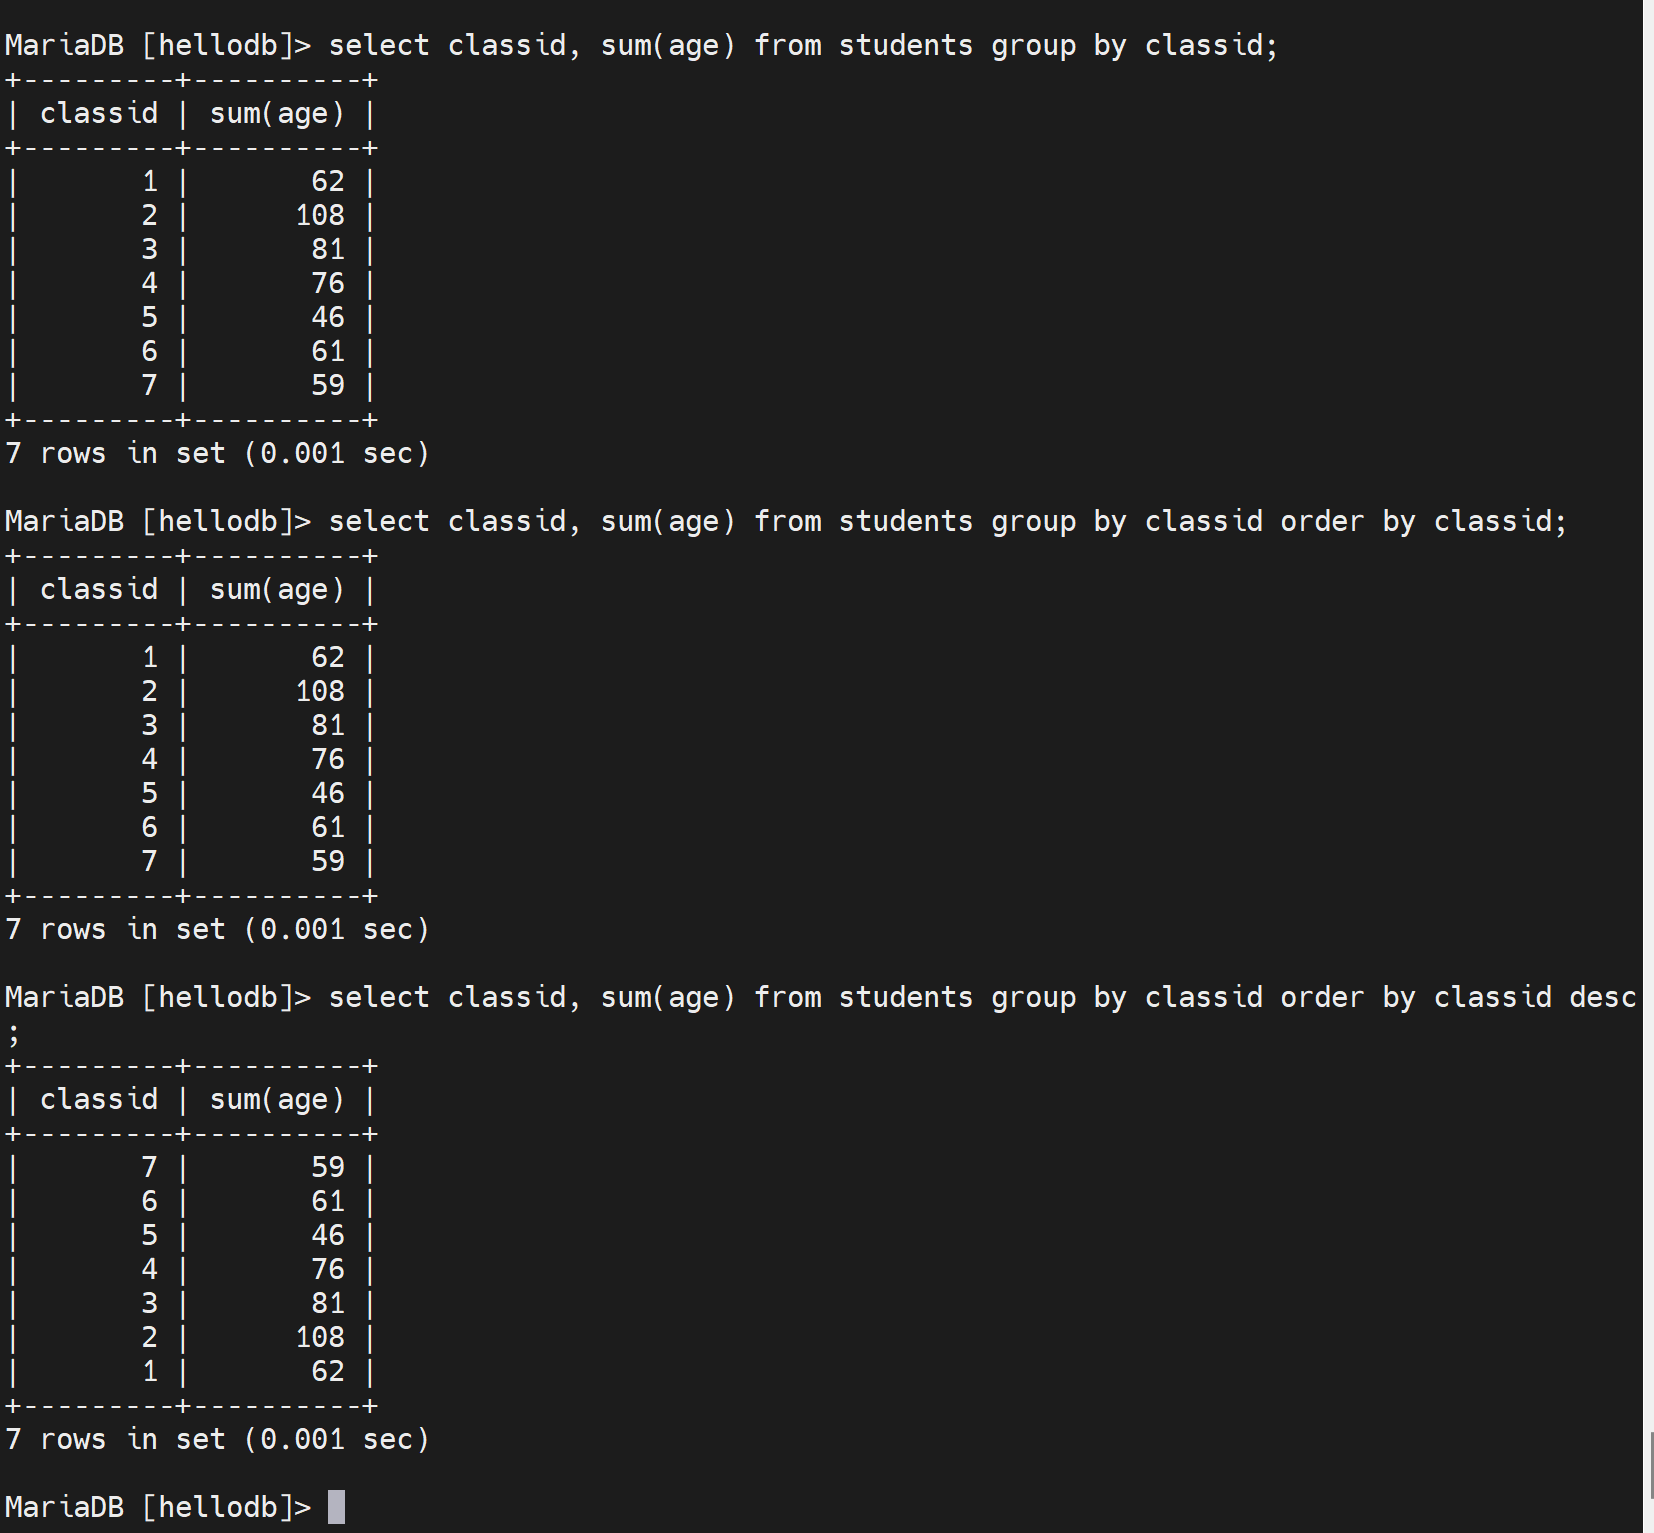 MariaDB [hellodb]> select classid, sum(age) from students group by classid;
+---------+----------+
| classid | sum(age) |
+---------+----------+
|       1 |       62 |
|       2 |      108 |
|       3 |       81 |
|       4 |       76 |
|       5 |       46 |
|       6 |       61 |
|       7 |       59 |
+---------+----------+
7 rows in set (0.001 sec)

MariaDB [hellodb]> select classid, sum(age) from students group by classid order by classid;
+---------+----------+
| classid | sum(age) |
+---------+----------+
|       1 |       62 |
|       2 |      108 |
|       3 |       81 |
|       4 |       76 |
|       5 |       46 |
|       6 |       61 |
|       7 |       59 |
+---------+----------+
7 rows in set (0.001 sec)

MariaDB [hellodb]> select classid, sum(age) from students group by classid order by classid desc
;
+---------+----------+
| classid | sum(age) |
+---------+----------+
|       7 |       59 |
|       6 |       61 |
|       5 |       46 |
|       4 |       76 |
|       3 |       81 |
|       2 |      108 |
|       1 |       62 |
+---------+----------+
7 rows in set (0.001 sec)

MariaDB [hellodb]>